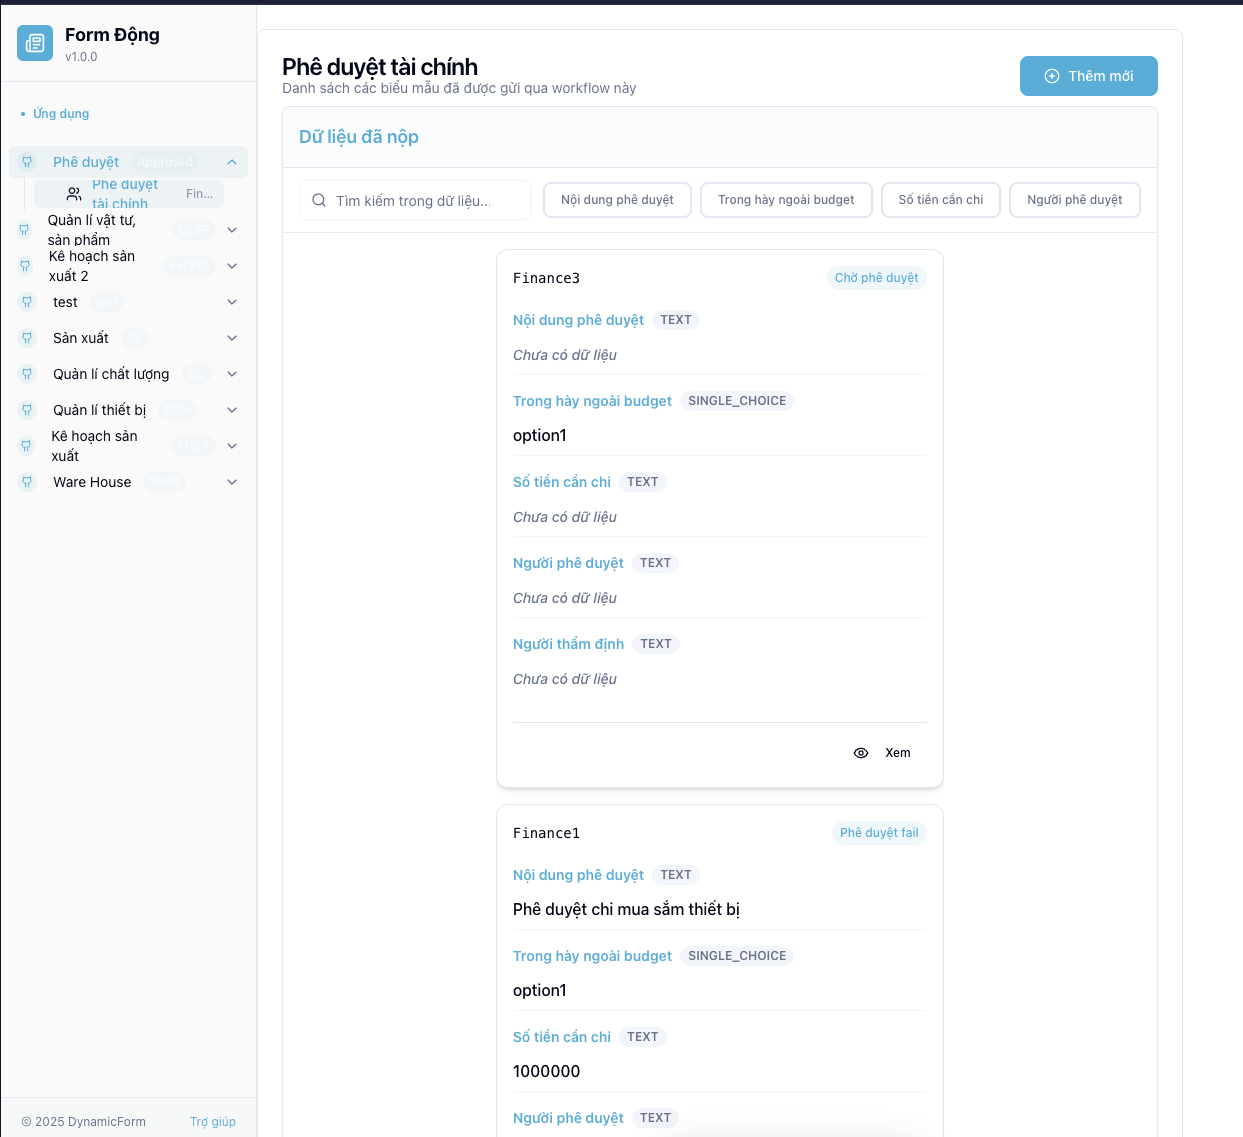 Form Động
v1.0.0
Ứng dụng
Phê duyệt Approved
Phê duyệt
tài chính
Fin...
Quản lí vật tư,
sản phẩm
QLSP
Kê hoạch sản
xuất 2
KHSX2
test test
Sản xuất SX
Quản lí chất lượng QC
Quản lí thiết bị EQM
Kê hoạch sản
xuất
KHSX
Ware House WMS
© 2025 DynamicForm
Trợ giúp
Phê duyệt tài chính
Danh sách các biểu mẫu đã được gửi qua workflow này
Thêm mới
Dữ liệu đã nộp
Tìm kiếm trong dữ liệu...
Nội dung phê duyệt
Trong hày ngoài budget
Số tiền cần chi
Người phê duyệt
Finance3
Chờ phê duyệt
Nội dung phê duyệt TEXT
Chưa có dữ liệu
Trong hày ngoài budget SINGLE_CHOICE
option1
Số tiền cần chi TEXT
Chưa có dữ liệu
Người phê duyệt TEXT
Chưa có dữ liệu
Người thẩm định TEXT
Chưa có dữ liệu
Xem
Finance1
Phê duyệt fail
Nội dung phê duyệt TEXT
Phê duyệt chi mua sắm thiết bị
Trong hày ngoài budget SINGLE_CHOICE
option1
Số tiền cần chi TEXT
1000000
Người phê duyệt TEXT